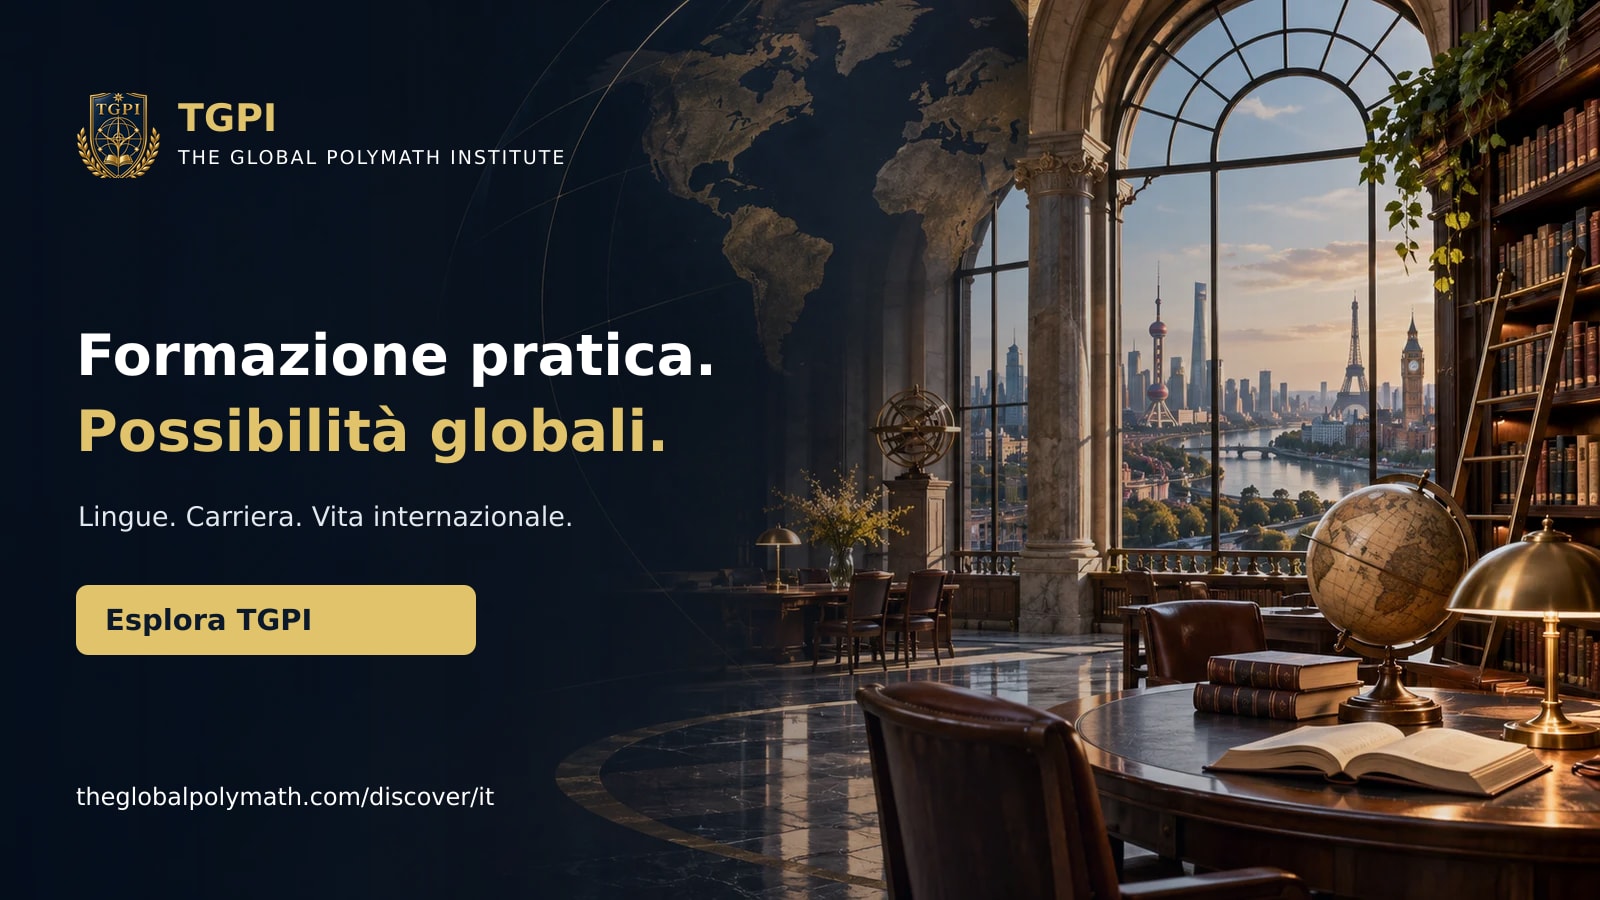 TGPI
TGPI
THE GLOBAL POLYMATH INSTITUTE
Formazione pratica.
Possibilità globali.
Lingue. Carriera. Vita internazionale.
Esplora TGPI
theglobalpolymath.com/discover/it